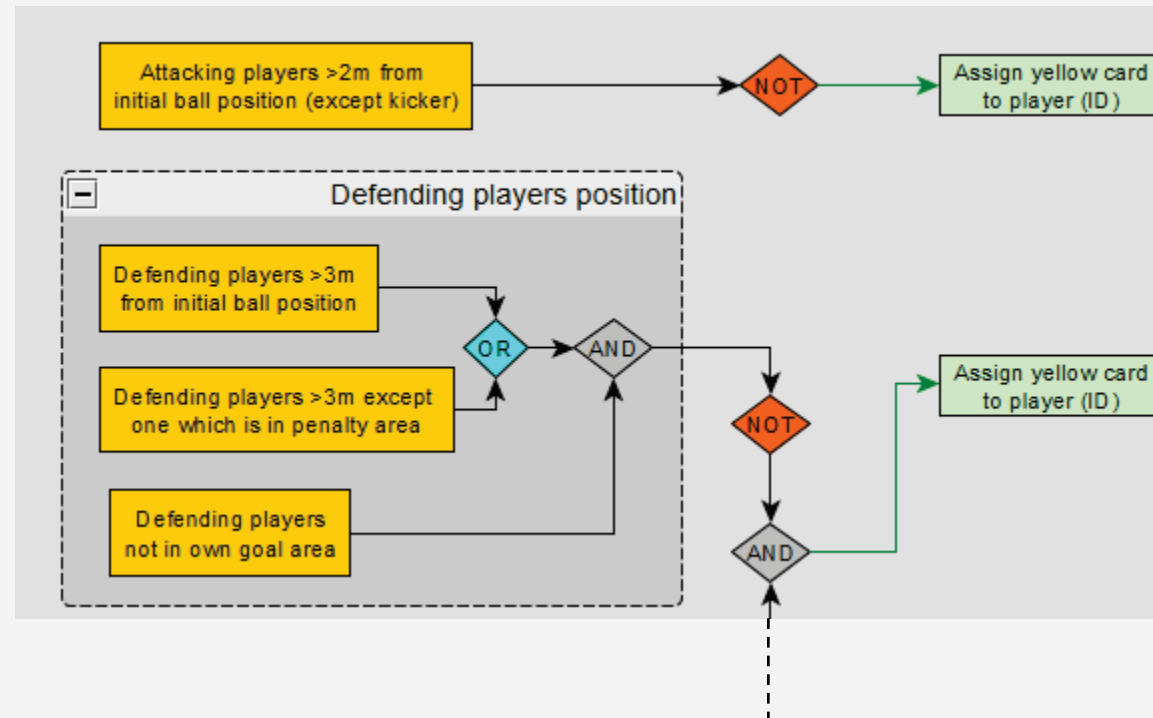 Attacking players >2m from
initial ball position (except kicker)
NOT
Assign yellow card
to player (ID)
Defending players position
Defending players >3m
from initial ball position
OR
AND
Defending players >3m except
one which is in penalty area
Assign yellow card
to player (ID)
NOT
Defending players
not in own goal area
AND